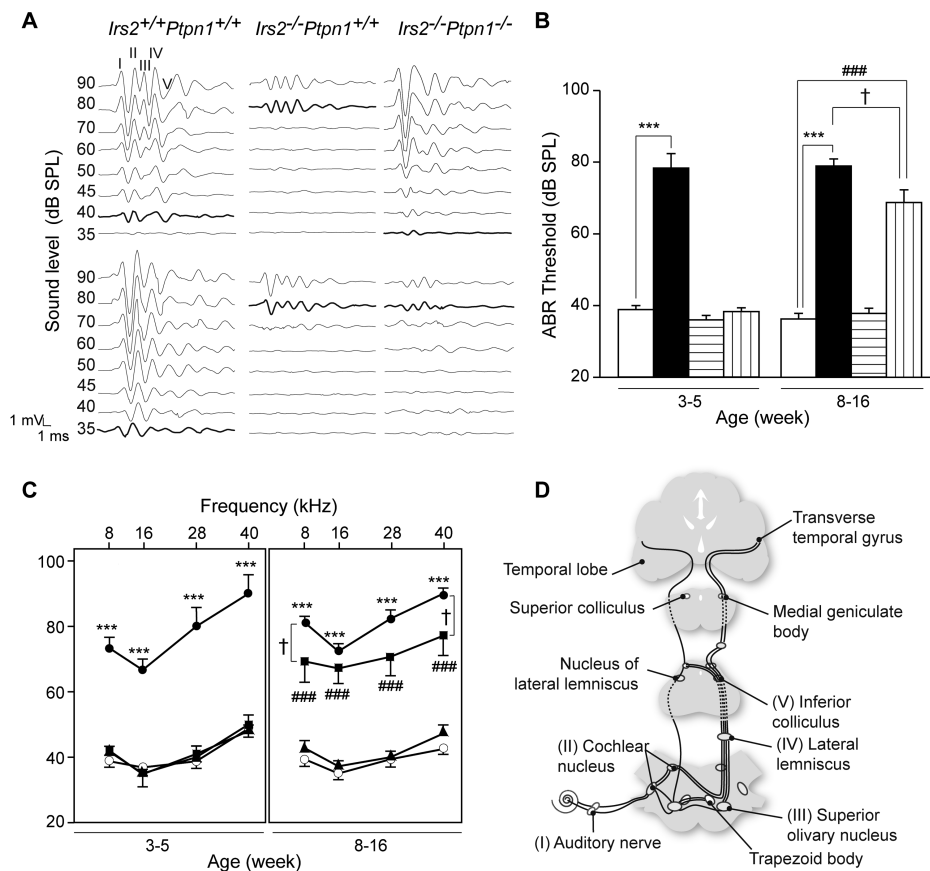 A
Irs2+/+Ptpn1+/+ Irs2-/-Ptpn1+/+ Irs2-/-Ptpn1-/-
I II III IV V
Sound level (dB SPL)
90
80
70
60
50
45
40
35
90
80
70
60
50
45
40
35
1 mV
1 ms
B
ABR Threshold (dB SPL)
100
80
60
40
20
***
***
###
†
3-5 8-16
Age (week)
C
Frequency (kHz)
8 16 28 40 8 16 28 40
100
80
60
40
20
*** *** *** ***
*** *** *** ***
† †
### ### ### ###
3-5 8-16
Age (week)
D
Transverse
temporal gyrus
Temporal lobe
Superior colliculus
Medial geniculate
body
Nucleus of
lateral lemniscus
(V) Inferior
colliculus
(IV) Lateral
lemniscus
(II) Cochlear
nucleus
(III) Superior
olivary nucleus
(I) Auditory nerve
Trapezoid body